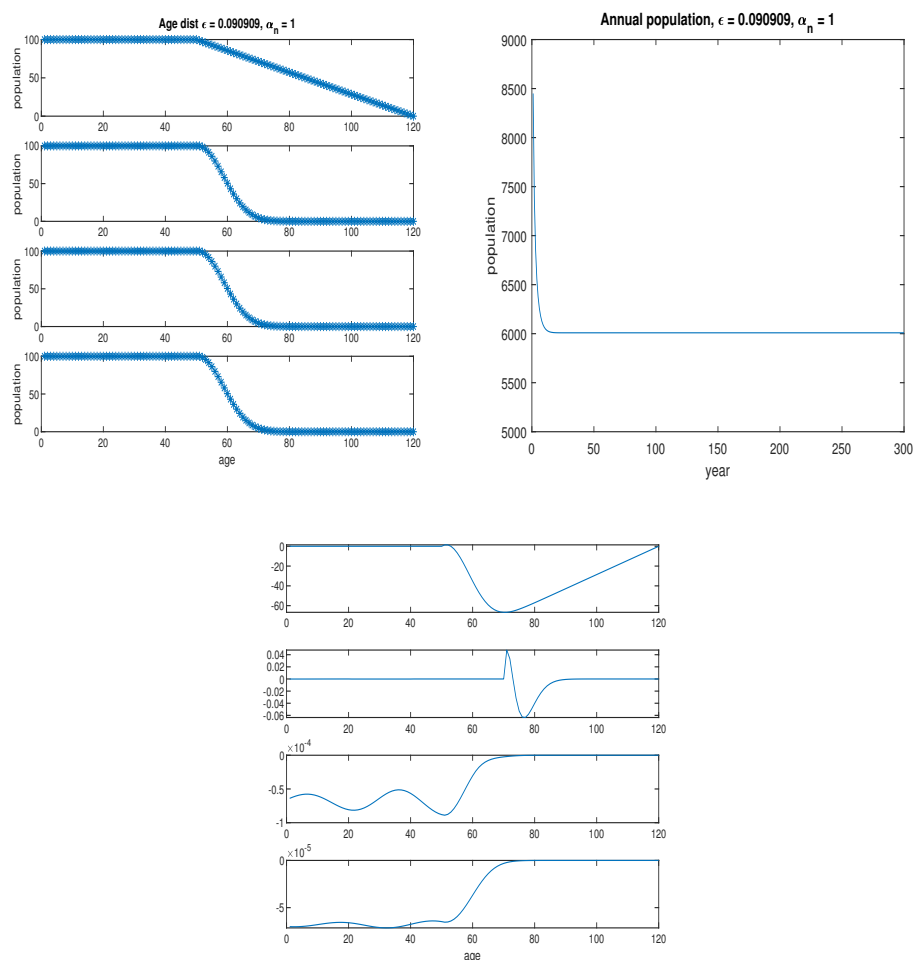 Age dist ϵ = 0.090909, αn = 1
100
50
0
population
0 20 40 60 80 100 120
100
50
0
population
0 20 40 60 80 100 120
100
50
0
population
0 20 40 60 80 100 120
100
50
0
population
0 20 40 60 80 100 120
age
Annual population, ϵ = 0.090909, αn = 1
9000
8500
8000
7500
7000
6500
6000
5500
5000
population
0 50 100 150 200 250 300
year
0
-20
-40
-60
0 20 40 60 80 100 120
0.04
0.02
0
-0.02
-0.04
-0.06
0 20 40 60 80 100 120
×10-4
0
-0.5
-1
0 20 40 60 80 100 120
×10-5
0
-5
0 20 40 60 80 100 120
age